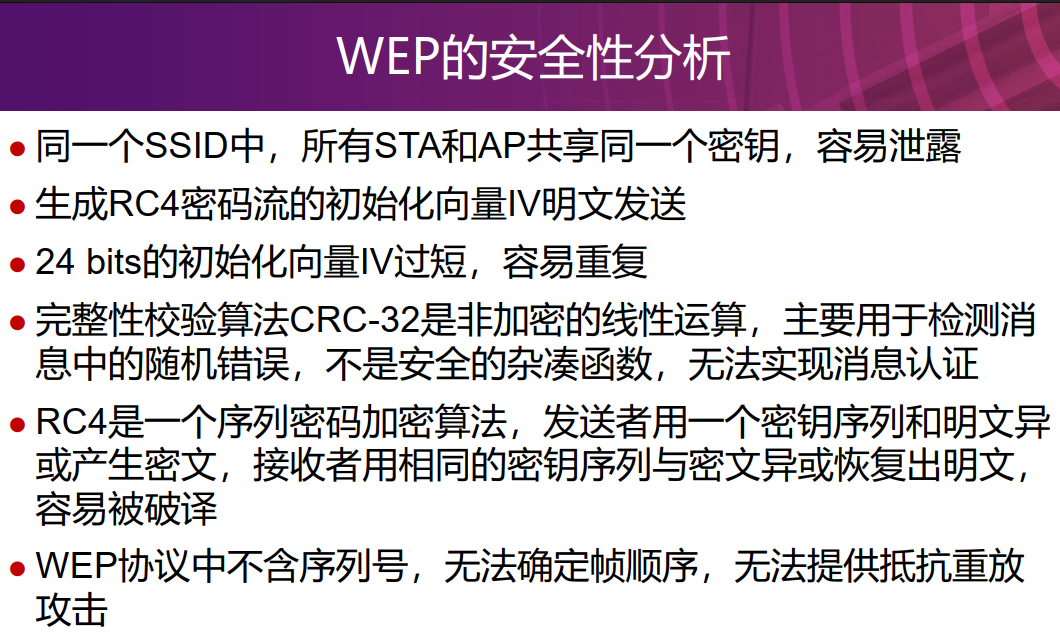 WEP的安全性分析
同一个SSID中，所有STA和AP共享同一个密钥，容易泄露
生成RC4密码流的初始化向量IV明文发送
24 bits的初始化向量IV过短，容易重复
完整性校验算法CRC-32是非加密的线性运算，主要用于检测消
息中的随机错误，不是安全的杂凑函数，无法实现消息认证
RC4是一个序列密码加密算法，发送者用一个密钥序列和明文异
或产生密文，接收者用相同的密钥序列与密文异或恢复出明文，
容易被破译
WEP协议中不含序列号，无法确定帧顺序，无法提供抵抗重放
攻击